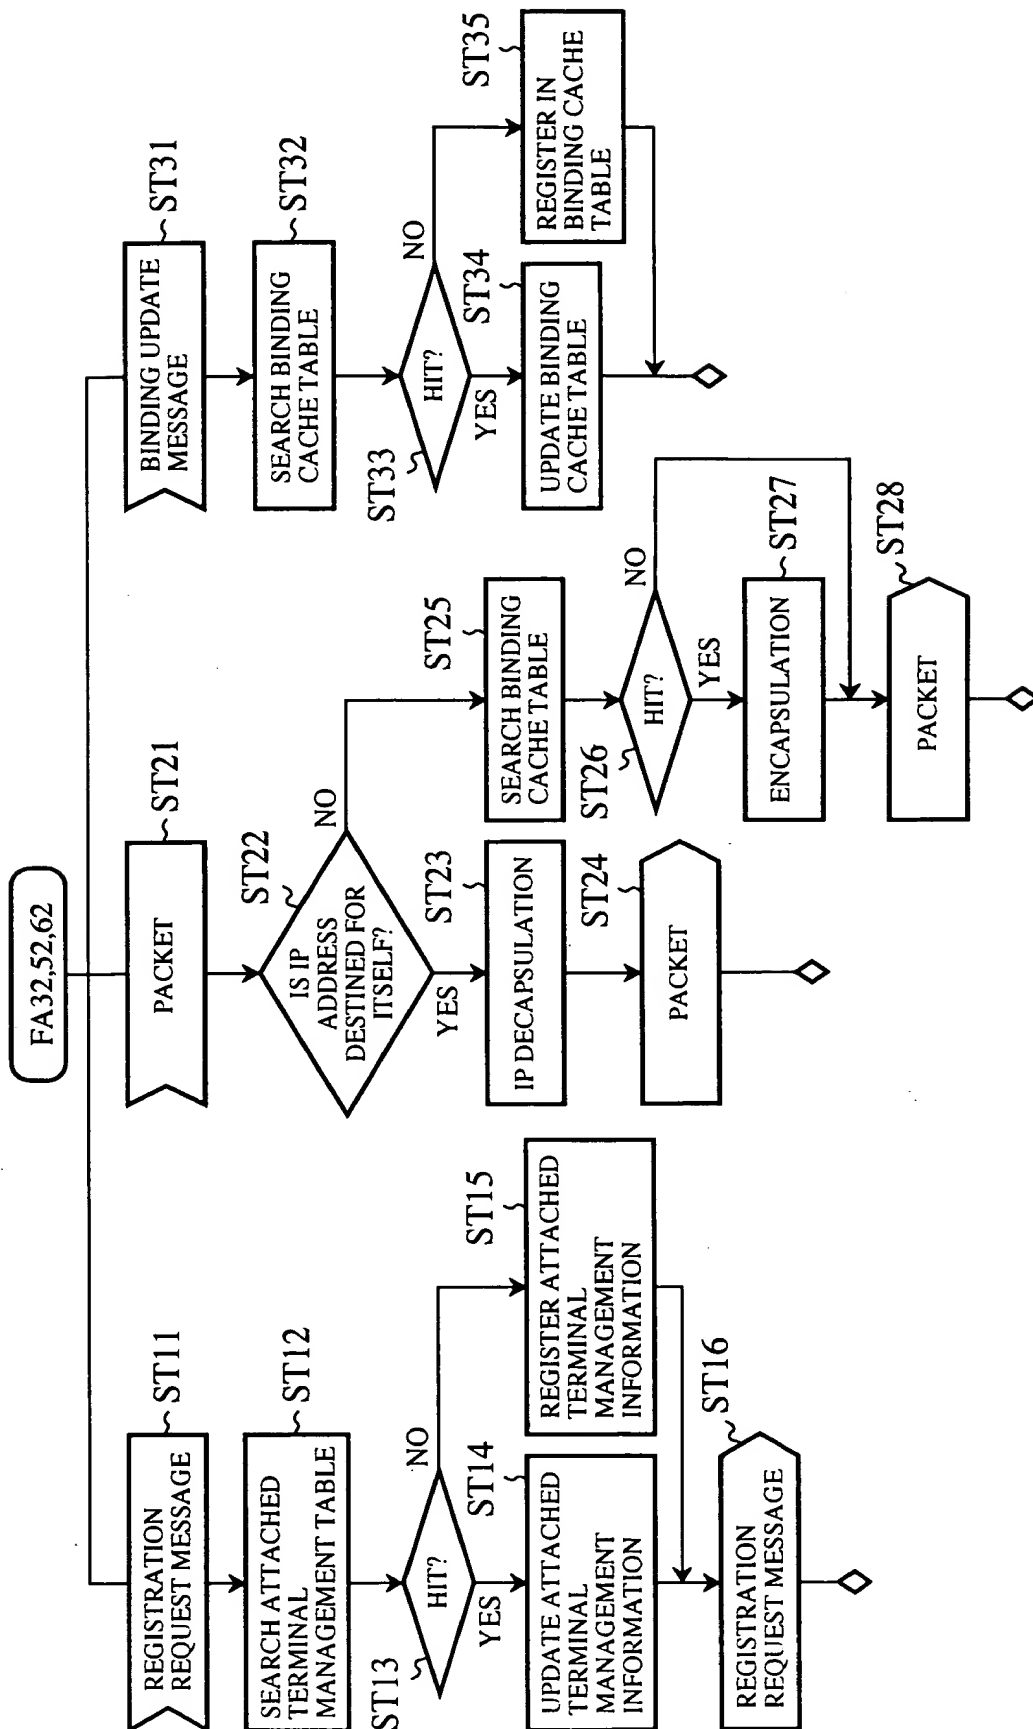 FA32,52,62
REGISTRATION
REQUEST MESSAGE
ST11
SEARCH ATTACHED
TERMINAL
MANAGEMENT TABLE
ST12
HIT?
ST13
NO
YES
UPDATE ATTACHED
TERMINAL
MANAGEMENT
INFORMATION
ST14
REGISTER ATTACHED
TERMINAL
MANAGEMENT
INFORMATION
ST15
REGISTRATION
REQUEST MESSAGE
ST16
PACKET
ST21
IS IP
ADDRESS
DESTINED FOR
ITSELF?
ST22
NO
YES
IP DECAPSULATION
ST23
PACKET
ST24
SEARCH BINDING
CACHE TABLE
ST25
HIT?
ST26
NO
YES
ENCAPSULATION
ST27
PACKET
ST28
BINDING UPDATE
MESSAGE
ST31
SEARCH BINDING
CACHE TABLE
ST32
HIT?
ST33
NO
YES
UPDATE BINDING
CACHE TABLE
ST34
REGISTER IN
BINDING CACHE
TABLE
ST35